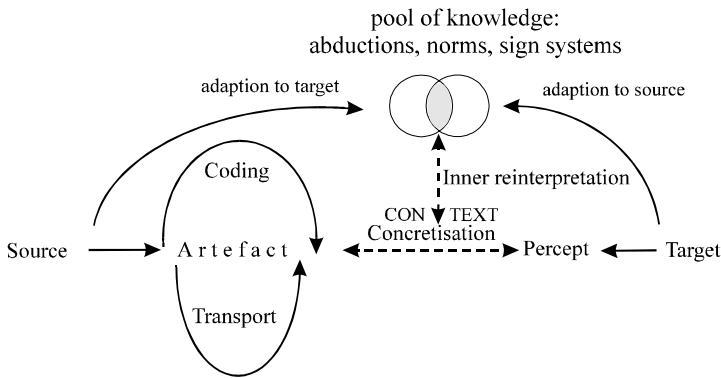 pool of knowledge:
abductions, norms, sign systems
adaption to target
adaption to source
Coding
Inner reinterpretation
CON TEXT
Source
Artefact
Concretisation
Percept
Target
Transport